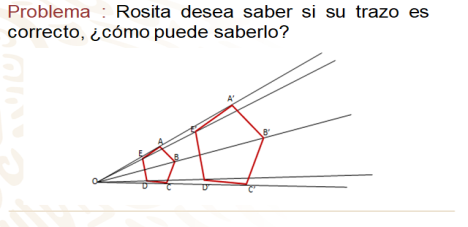 Problema : Rosita desea saber si su trazo es
correcto, ¿cómo puede saberlo?
A'
E'
B'
A
E
B
O
D
C
D'
C'